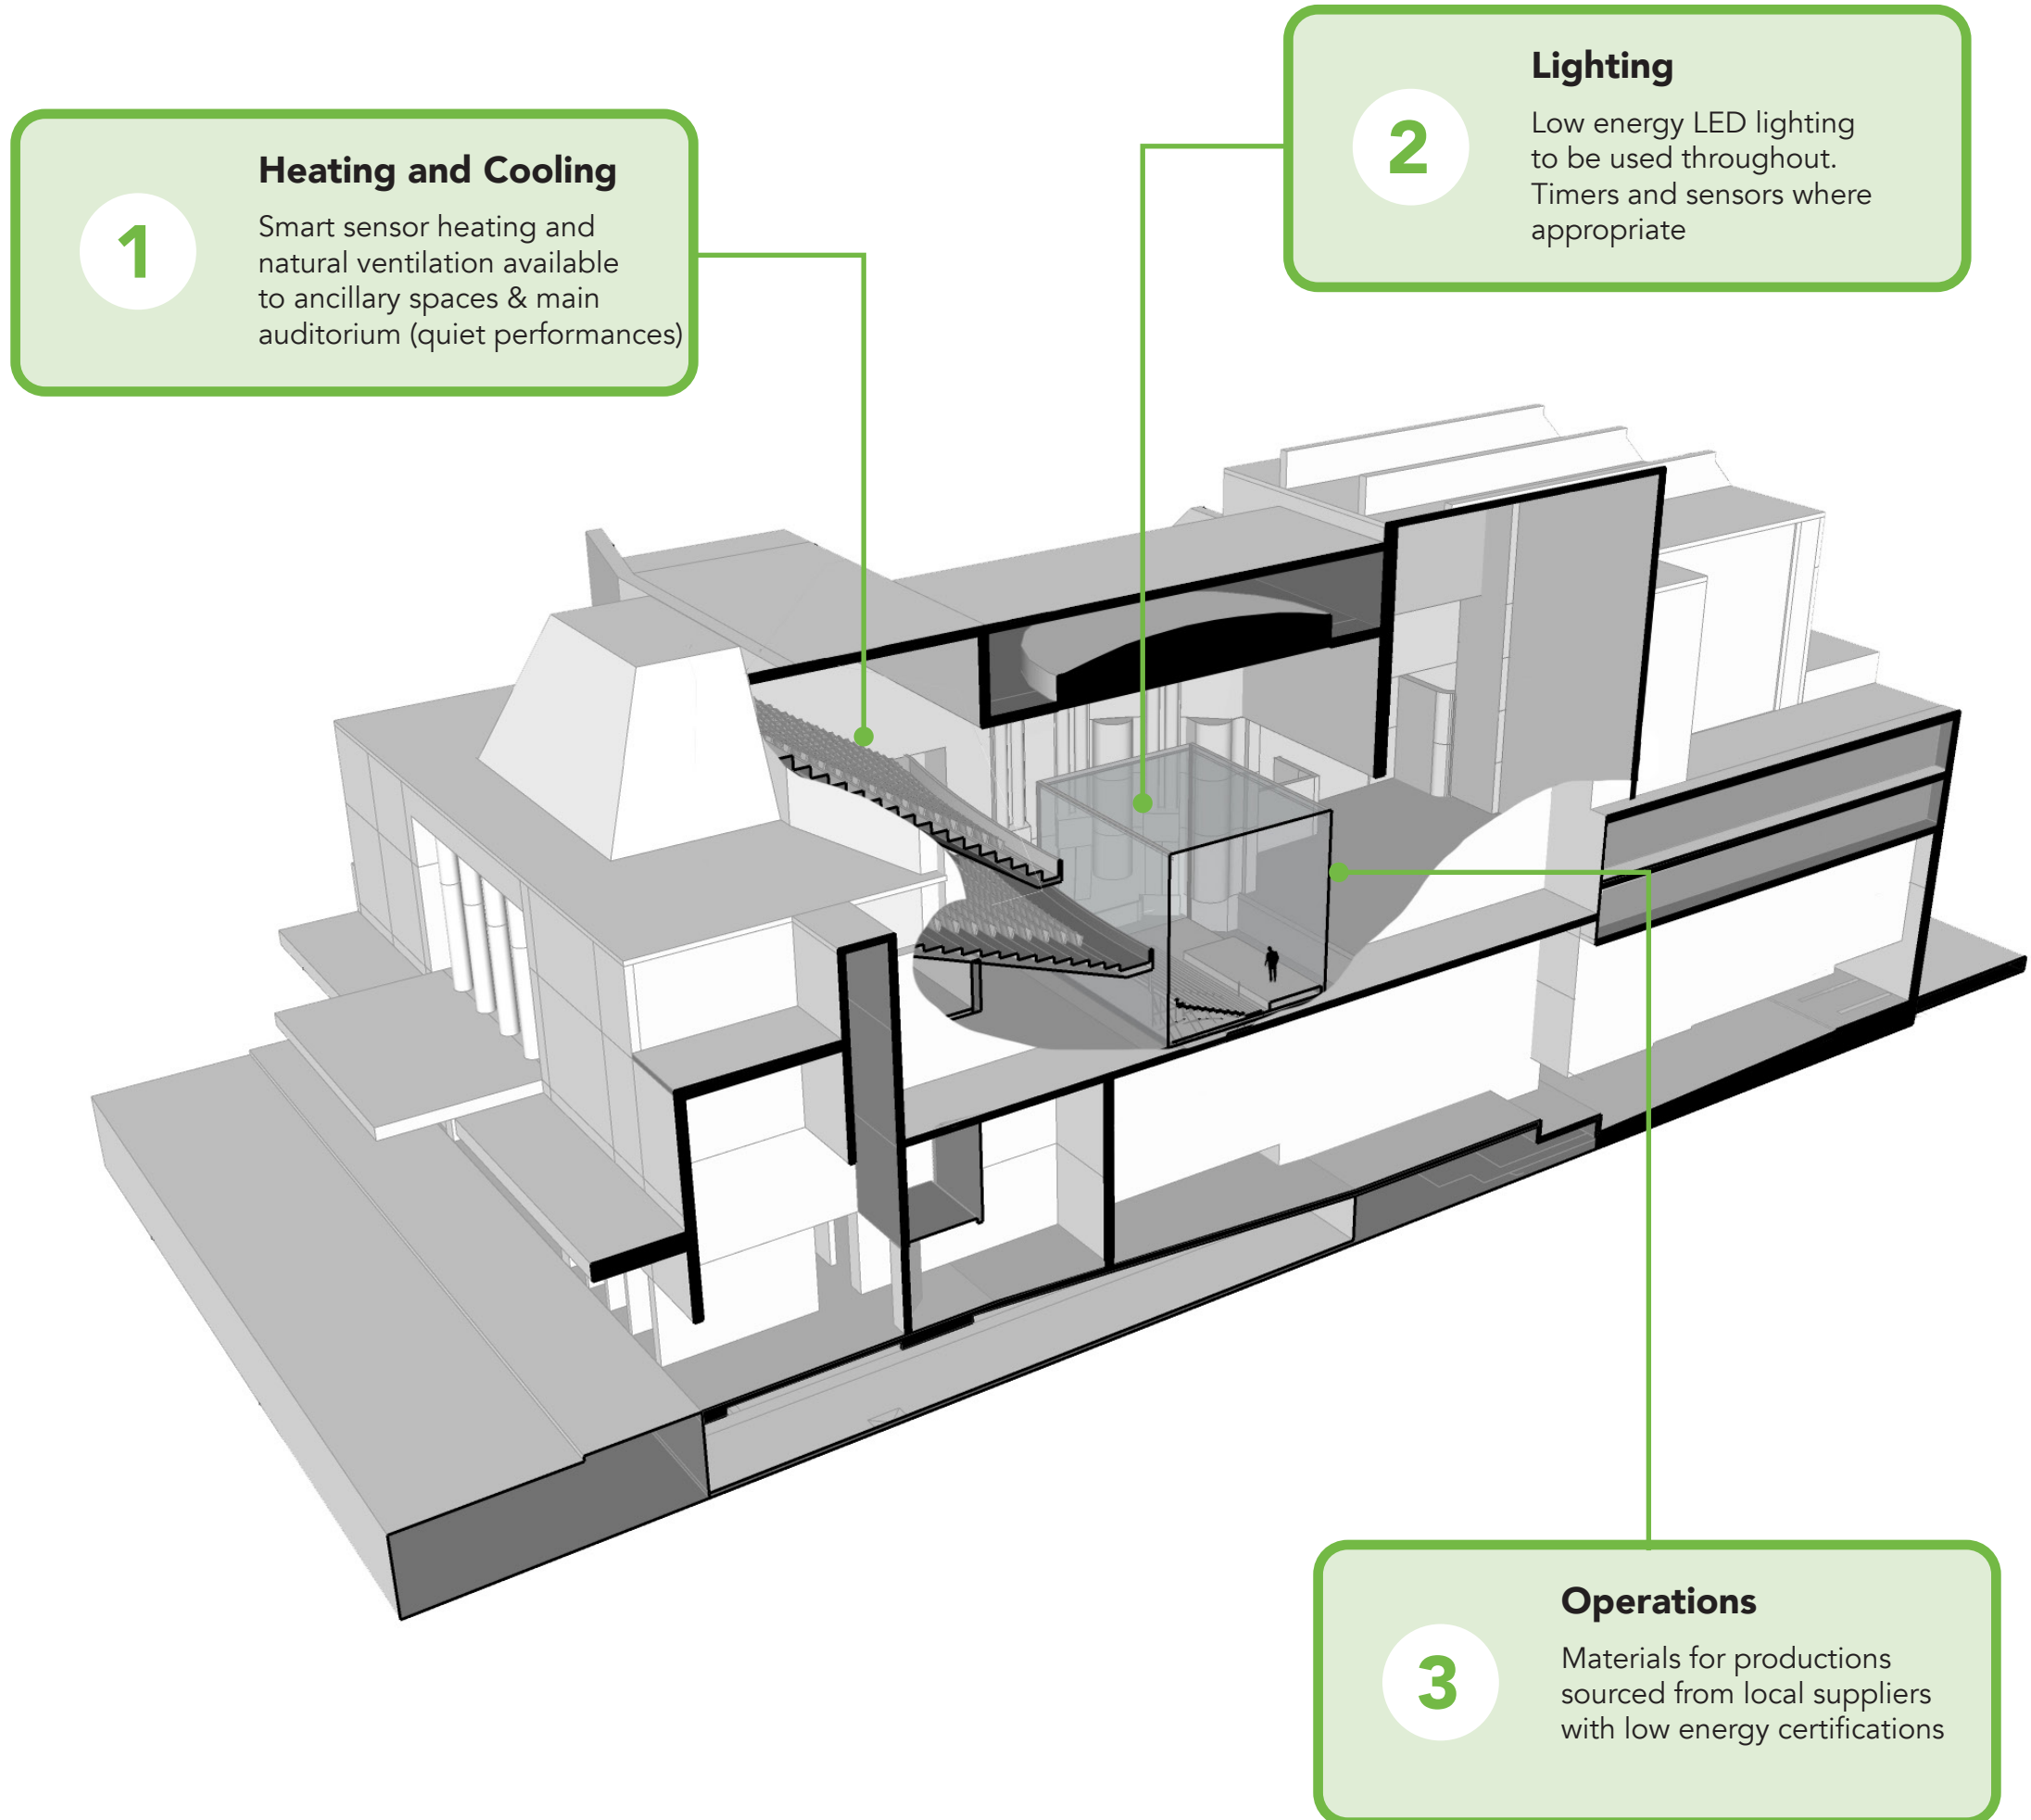 1
Heating and Cooling
Smart sensor heating and
natural ventilation available
to ancillary spaces & main
auditorium (quiet performances)
2
Lighting
Low energy LED lighting
to be used throughout.
Timers and sensors where
appropriate
3
Operations
Materials for productions
sourced from local suppliers
with low energy certifications